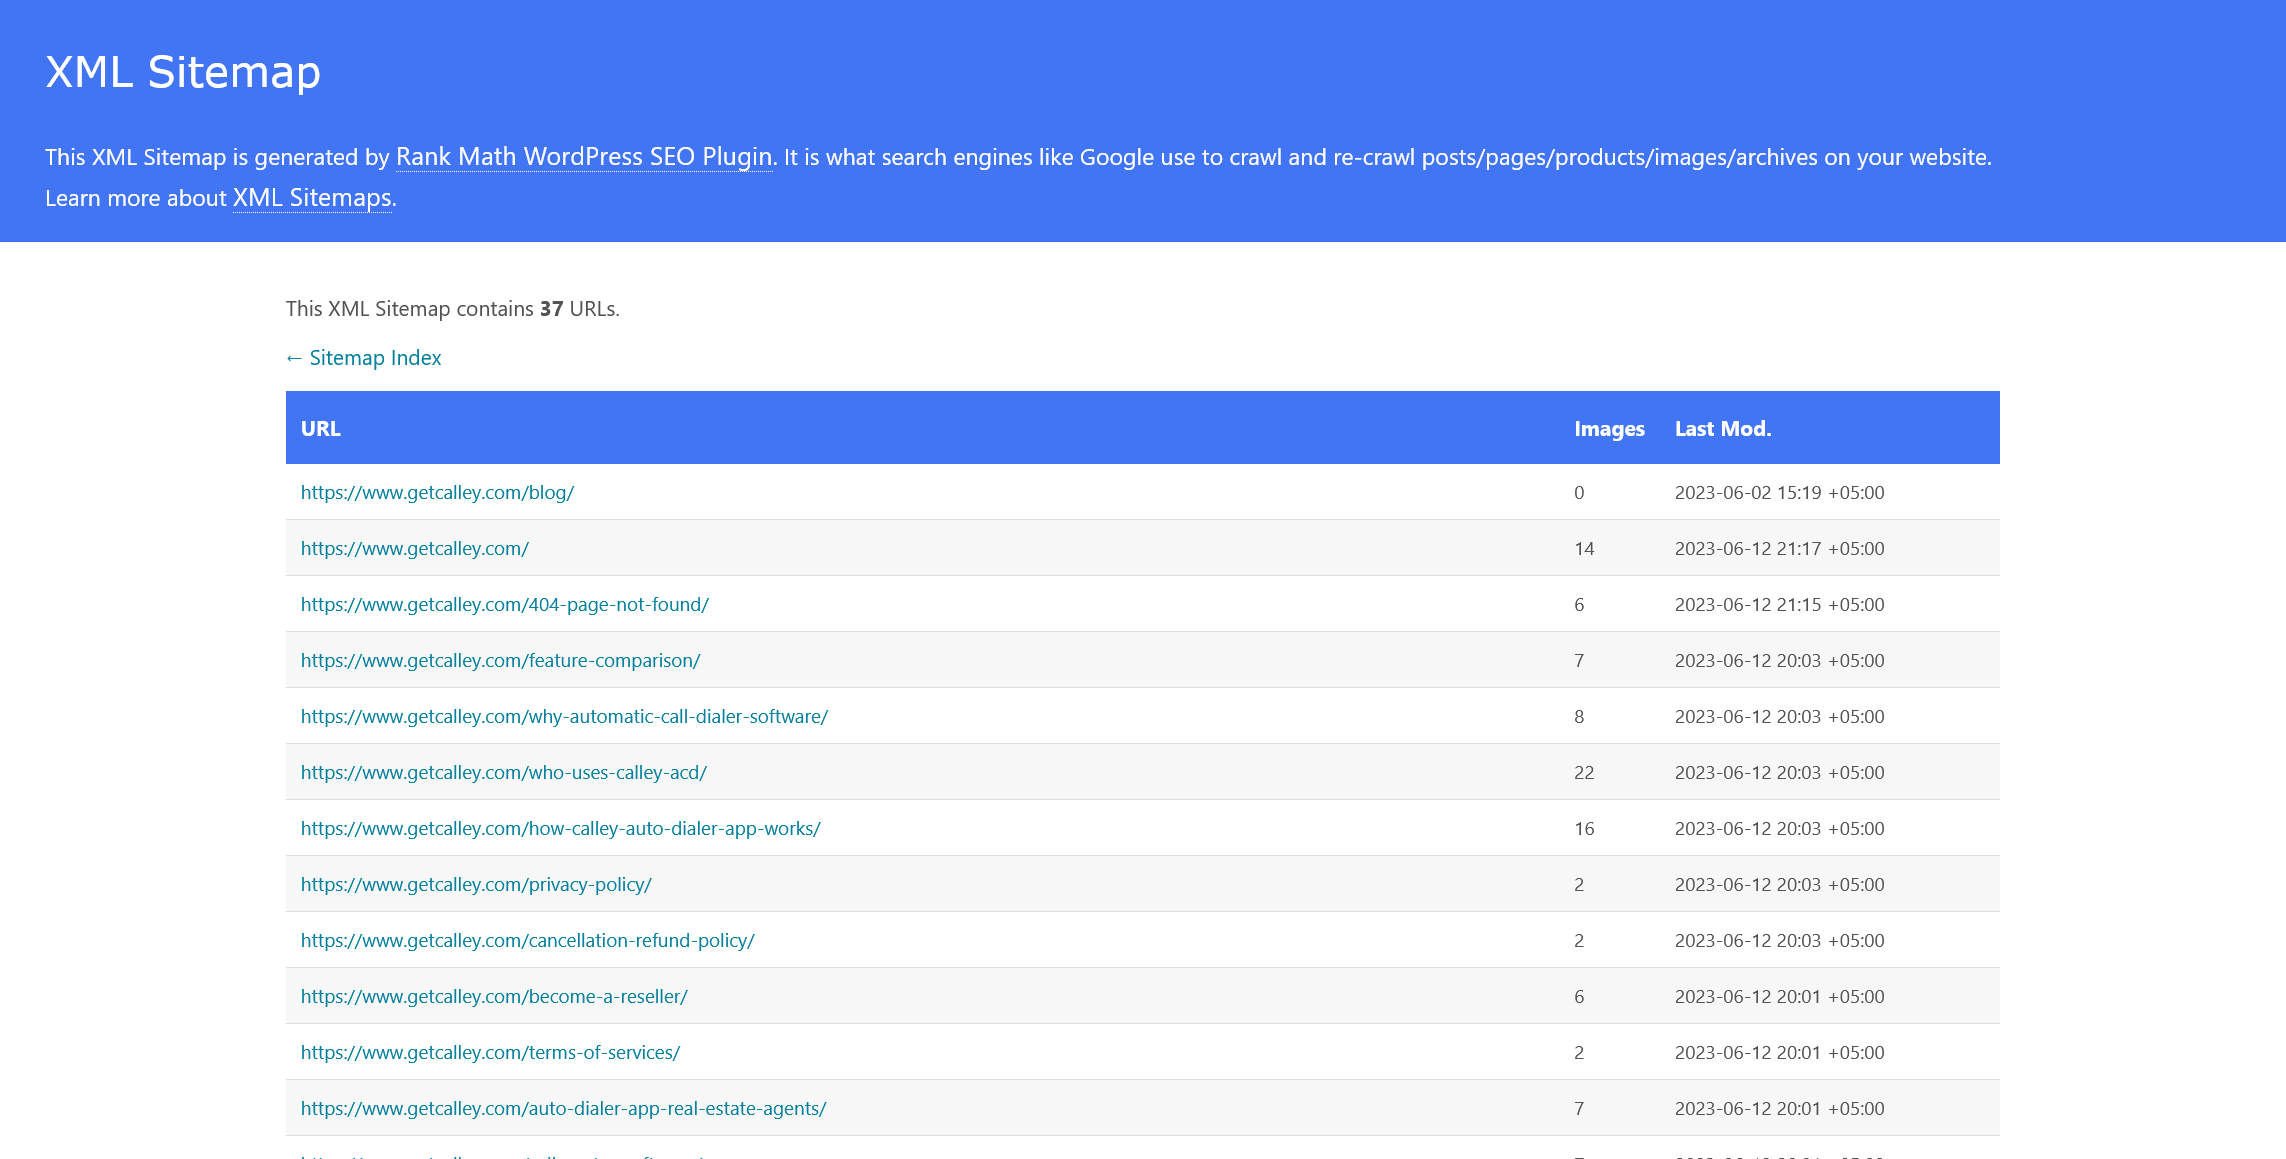 XML Sitemap
This XML Sitemap is generated by Rank Math WordPress SEO Plugin. It is what search engines like Google use to crawl and re-crawl posts/pages/products/images/archives on your website.
Learn more about XML Sitemaps.
This XML Sitemap contains 37 URLs.
← Sitemap Index
URL Images Last Mod.
https://www.getcalley.com/blog/ 0 2023-06-02 15:19 +05:00
https://www.getcalley.com/ 14 2023-06-12 21:17 +05:00
https://www.getcalley.com/404-page-not-found/ 6 2023-06-12 21:15 +05:00
https://www.getcalley.com/feature-comparison/ 7 2023-06-12 20:03 +05:00
https://www.getcalley.com/why-automatic-call-dialer-software/ 8 2023-06-12 20:03 +05:00
https://www.getcalley.com/who-uses-calley-acd/ 22 2023-06-12 20:03 +05:00
https://www.getcalley.com/how-calley-auto-dialer-app-works/ 16 2023-06-12 20:03 +05:00
https://www.getcalley.com/privacy-policy/ 2 2023-06-12 20:03 +05:00
https://www.getcalley.com/cancellation-refund-policy/ 2 2023-06-12 20:03 +05:00
https://www.getcalley.com/become-a-reseller/ 6 2023-06-12 20:01 +05:00
https://www.getcalley.com/terms-of-services/ 2 2023-06-12 20:01 +05:00
https://www.getcalley.com/auto-dialer-app-real-estate-agents/ 7 2023-06-12 20:01 +05:00